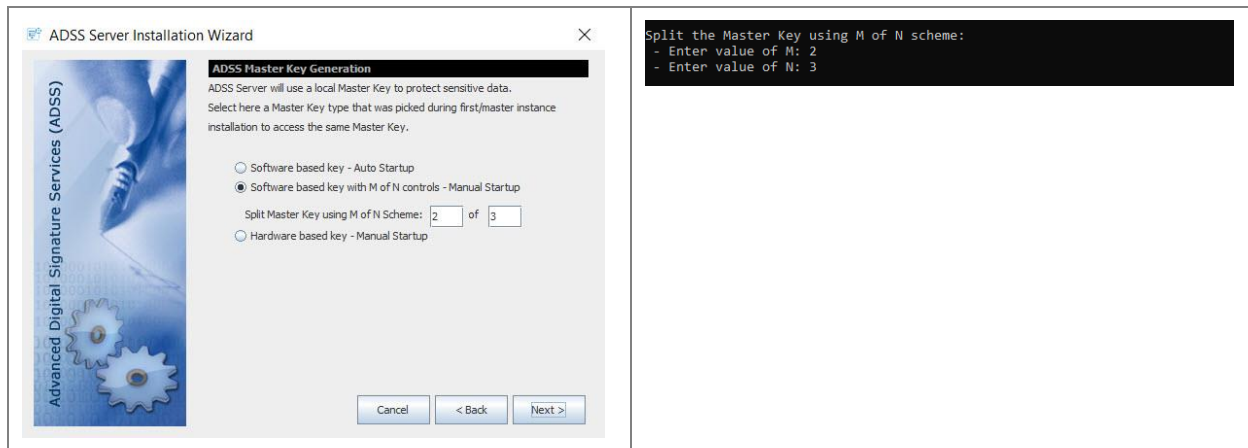 ADSS Server Installation Wizard
Advanced Digital Signature Services (ADSS)
ADSS Master Key Generation
ADSS Server will use a local Master Key to protect sensitive data.
Select here a Master Key type that was picked during first/master instance
installation to access the same Master Key.
Software based key - Auto Startup
Software based key with M of N controls - Manual Startup
Split Master Key using M of N Scheme: 2 of 3
Hardware based key - Manual Startup
Cancel < Back Next >
Split the Master Key using M of N scheme:
- Enter value of M: 2
- Enter value of N: 3